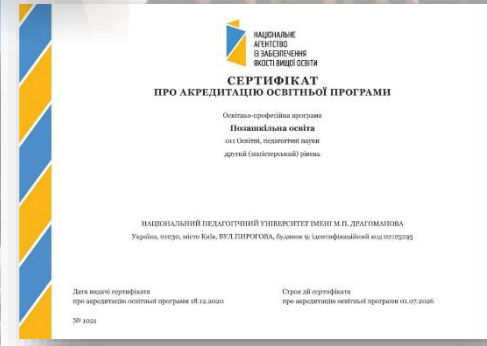 НАЦІОНАЛЬНЕ
АГЕНТСТВО
ІЗ ЗАБЕЗПЕЧЕННЯ
ЯКОСТІ ВИЩОЇ ОСВІТИ
СЕРТИФІКАТ
ПРО АКРЕДИТАЦІЮ ОСВІТНЬОЇ ПРОГРАМИ
Освітньо-професійна програма
Позашкільна освіта
011 Освітні, педагогічні науки
другий (магістерський) рівень
НАЦІОНАЛЬНИЙ ПЕДАГОГІЧНИЙ УНІВЕРСИТЕТ ІМЕНІ М.П. ДРАГОМАНОВА
Україна, 01030, місто Київ, ВУЛ.ПИРОГОВА, будинок 9; ідентифікаційний код 02125295
Дата видачі сертифіката
про акредитацію освітньої програми 18.12.2020
Строк дії сертифіката
про акредитацію освітньої програми 01.07.2026
№ 1021